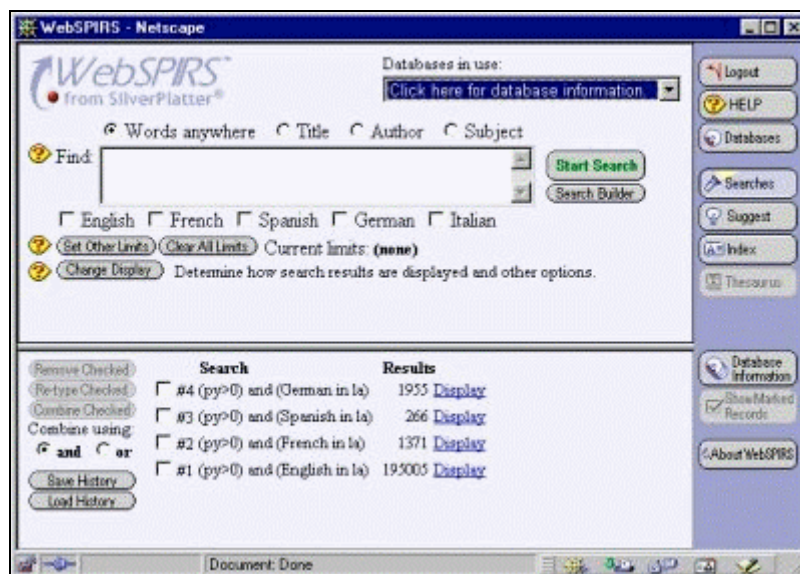 WebSPIRS - Netscape
WebSPIRS™
from SilverPlatter®
Databases in use:
Click here for database information.
Words anywhere Title Author Subject
Find:
Start Search
Search Builder
English French Spanish German Italian
Set Other Limits Clear All Limits Current limits: (none)
Change Display Determine how search results are displayed and other options.
Logout
HELP
Databases
Searches
Suggest
Index
Thesaurus
Database
Information
Show Marked
Records
About WebSPIRS
Remove Checked
Re-type Checked
Combine Checked
Combine using:
and or
Save History
Load History
Search Results
#4 (py>0) and (German in la) 1955 Display
#3 (py>0) and (Spanish in la) 266 Display
#2 (py>0) and (French in la) 1371 Display
#1 (py>0) and (English in la) 195005 Display
Document: Done